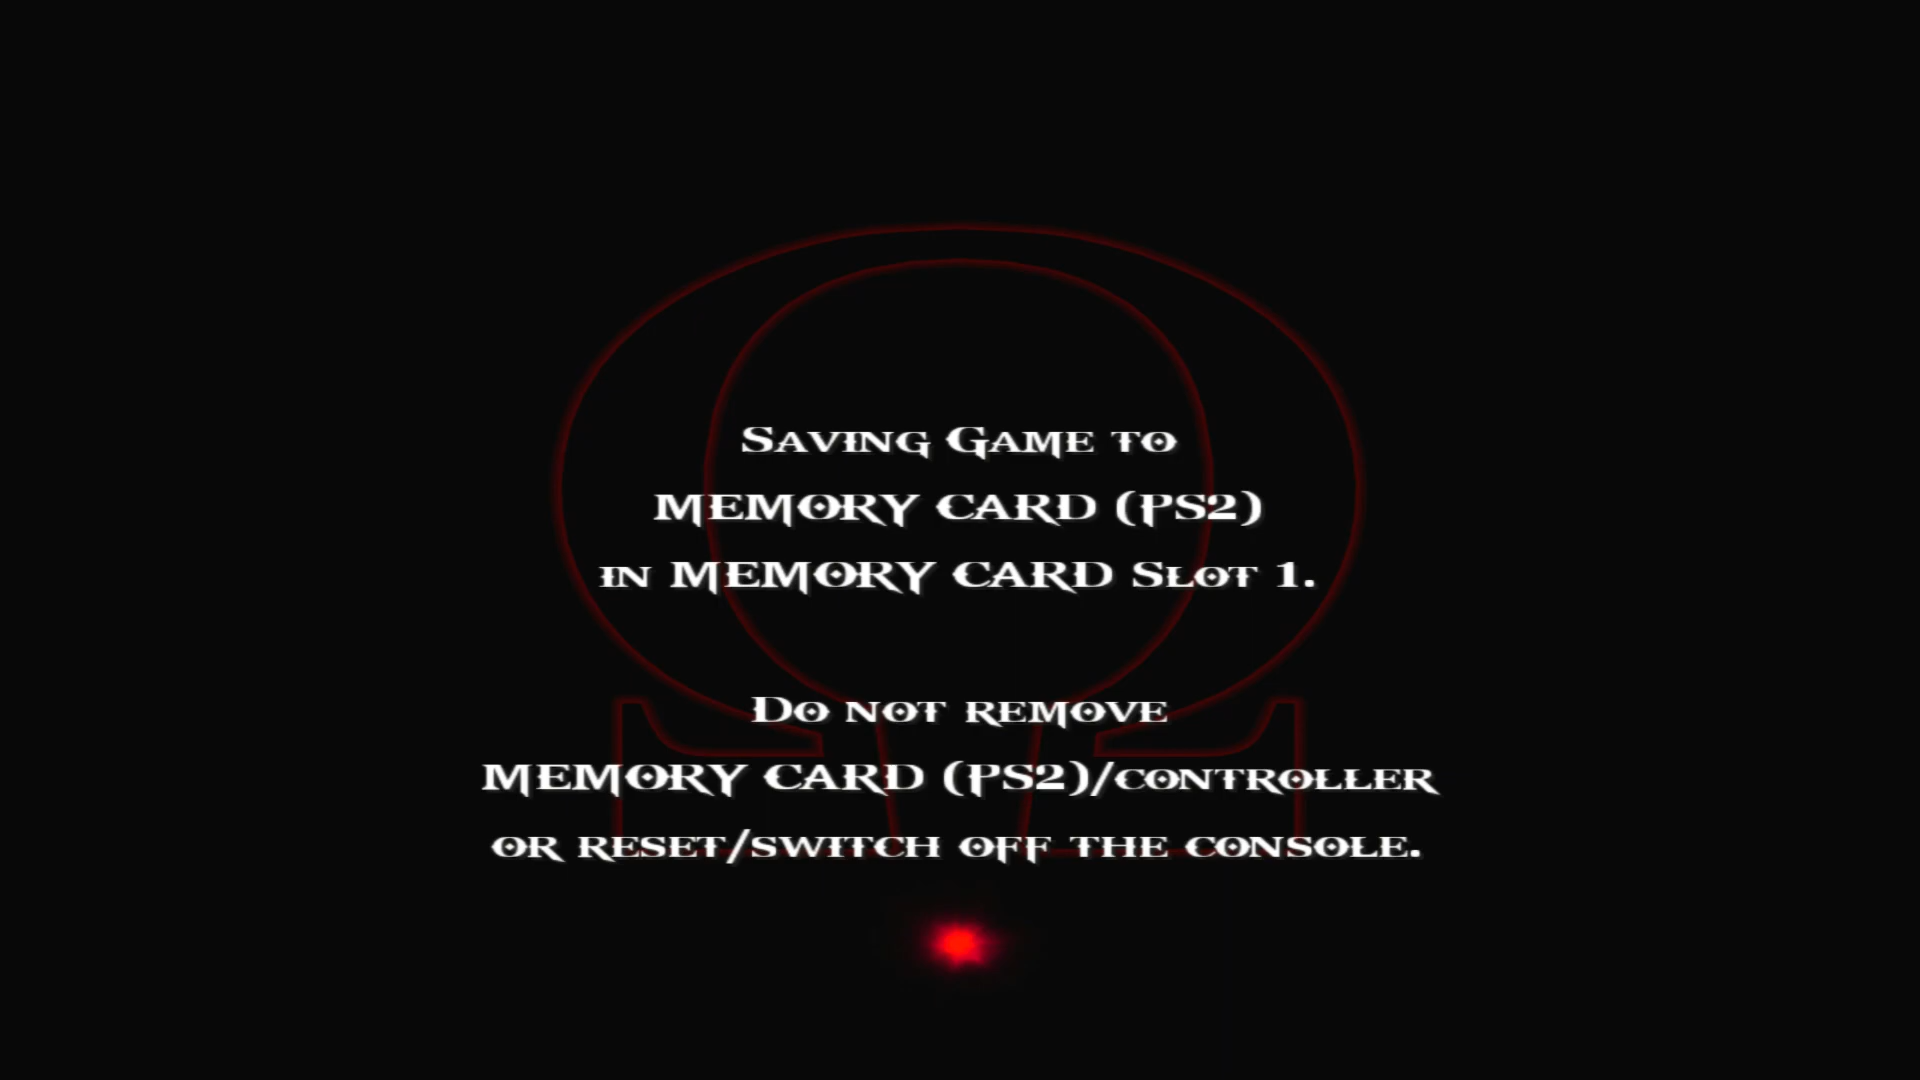 Saving Game to
MEMORY CARD (PS2)
in MEMORY CARD Slot 1.
Do not remove
MEMORY CARD (PS2)/controller
or reset/switch off the console.